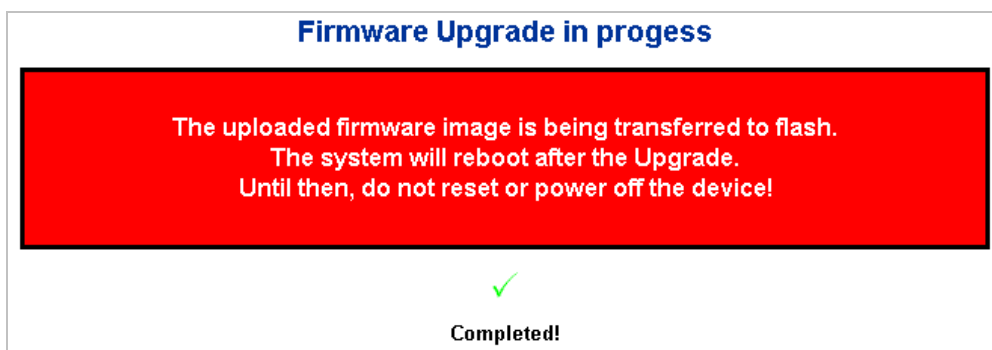 Firmware Upgrade in progess
The uploaded firmware image is being transferred to flash.
The system will reboot after the Upgrade.
Until then, do not reset or power off the device!
Completed!